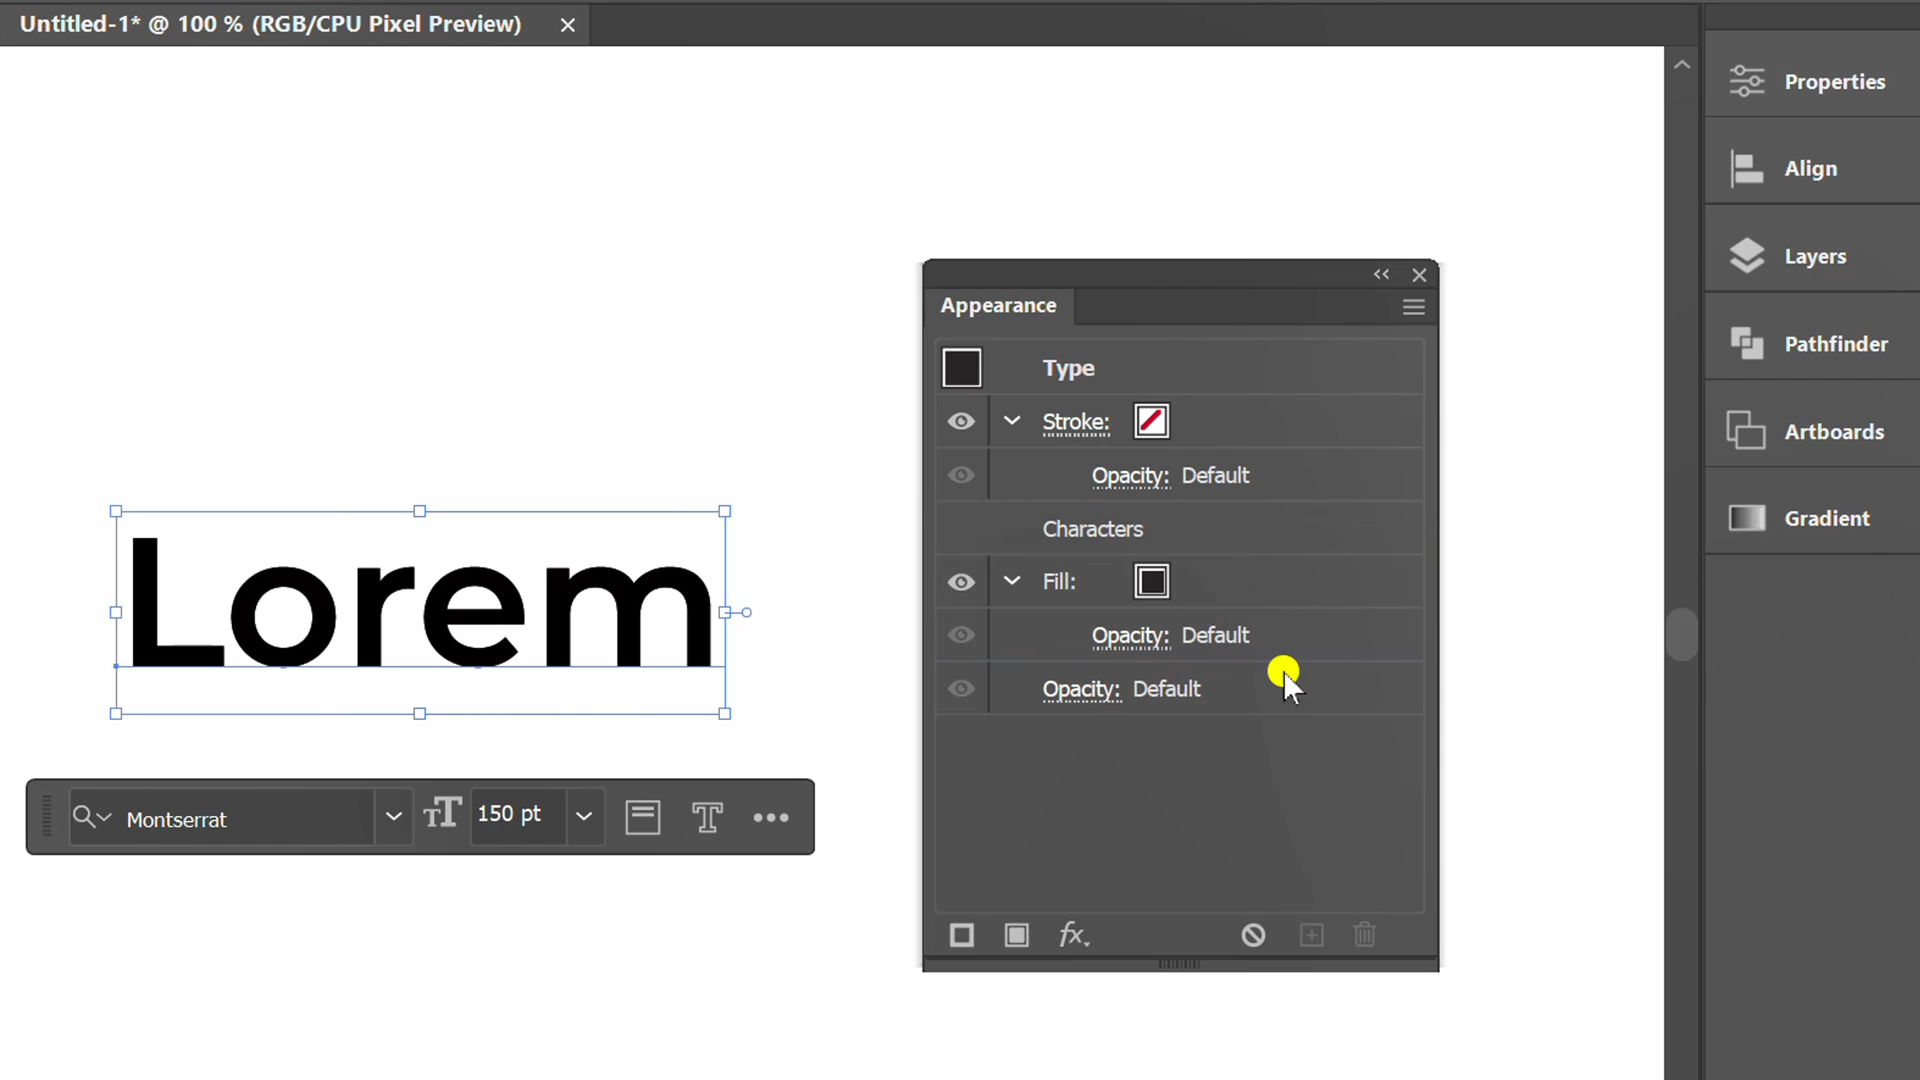 Untitled-1* @ 100 % (RGB/CPU Pixel Preview)
Properties
Align
Layers
Pathfinder
Artboards
Gradient
Appearance
Type
Stroke:
Opacity: Default
Characters
Fill:
Opacity: Default
Opacity: Default
fx
Lorem
Montserrat
150 pt